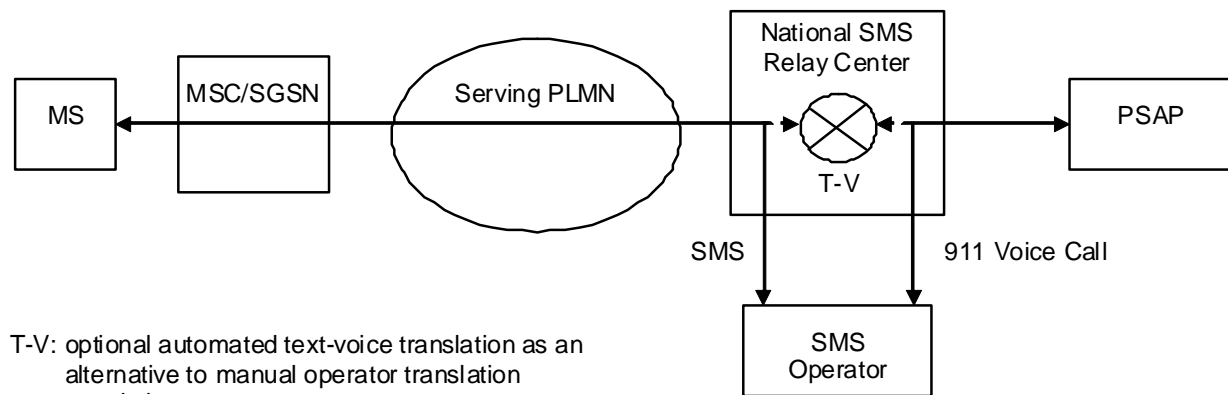 National SMS
Relay Center
MS
MSC/SGSN
Serving PLMN
PSAP
T-V
SMS
911 Voice Call
SMS
Operator
T-V: optional automated text-voice translation as an
alternative to manual operator translation